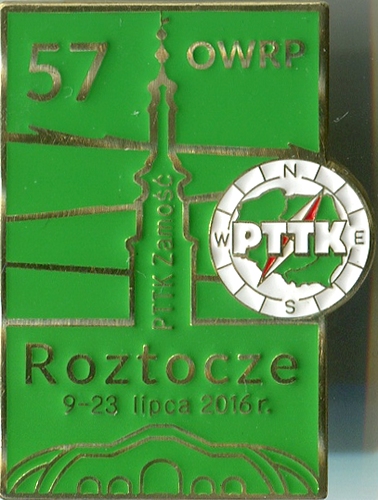 57 OWRP
PTTK Zamość
N
W PTTK E
S
Roztocze
9-23 lipca 2016 r.